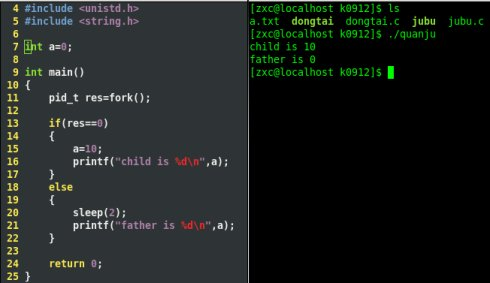 4 #include <unistd.h>
5 #include <string.h>
6
7 int a=0;
8
9 int main()
10 {
11     pid_t res=fork();
12
13     if(res==0)
14     {
15         a=10;
16         printf("child is %d\n",a);
17     }
18     else
19     {
20         sleep(2);
21         printf("father is %d\n",a);
22     }
23
24     return 0;
25 }
[zxc@localhost k0912]$ ls
a.txt  dongtai  dongtai.c  jubu  jubu.c
[zxc@localhost k0912]$ ./quanju
child is 10
father is 0
[zxc@localhost k0912]$